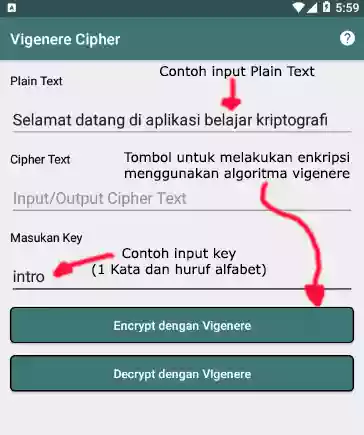 A
5:59
Vigenere Cipher
?
Plain Text
Contoh input Plain Text
Selamat datang di aplikasi belajar kriptografi
Cipher Text
Tombol untuk melakukan enkripsi
menggunakan algoritma vigenere
Input/Output Cipher Text
Masukan Key
Contoh input key
(1 Kata dan huruf alfabet)
intro
Encrypt dengan Vigenere
Decrypt dengan Vigenere